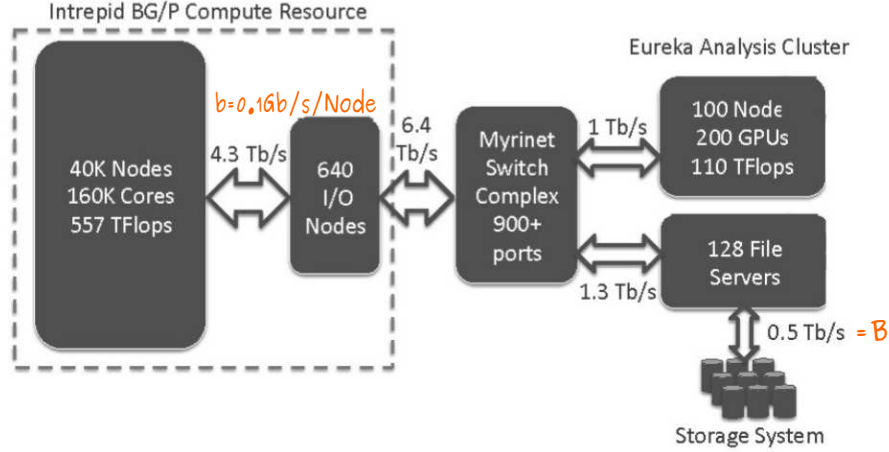 Intrepid BG/P Compute Resource
40K Nodes
160K Cores
557 TFlops
4.3 Tb/s
b=0.1Gb/s/Node
640
I/O
Nodes
6.4
Tb/s
Myrinet
Switch
Complex
900+
ports
1 Tb/s
1.3 Tb/s
Eureka Analysis Cluster
100 Node
200 GPUs
110 TFlops
128 File
Servers
0.5 Tb/s = B
Storage System